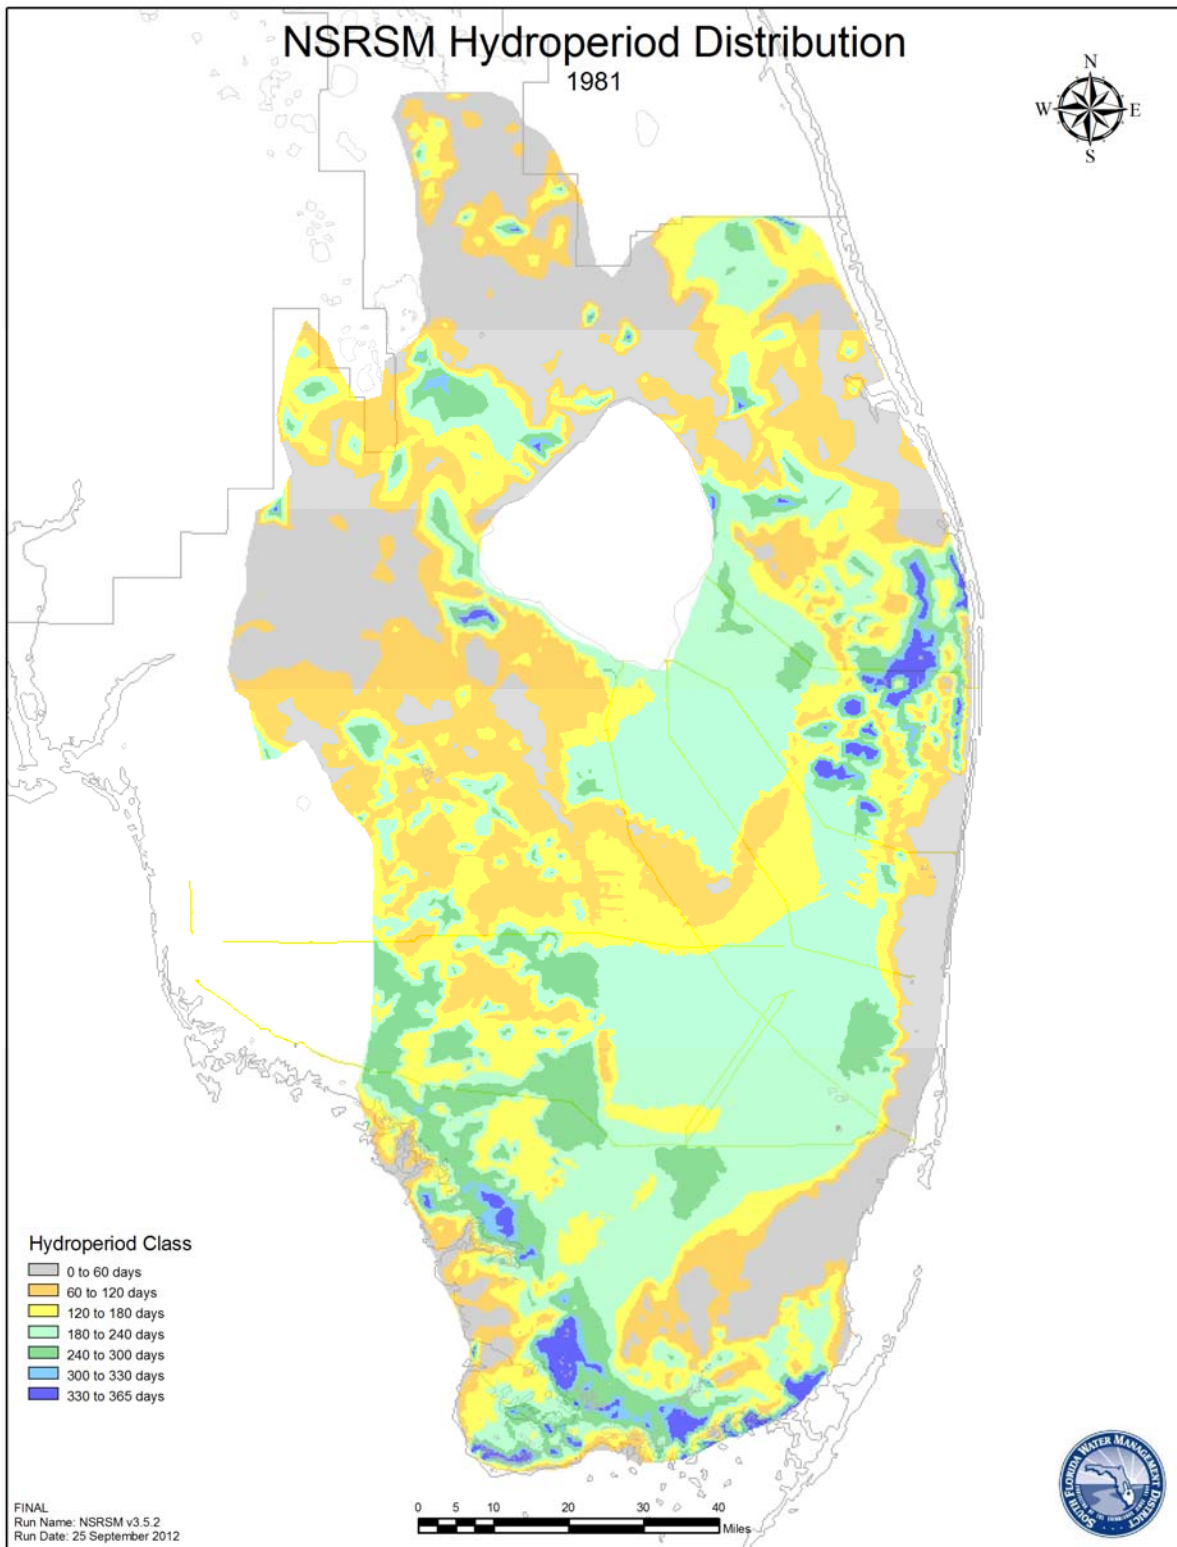 NSRSM Hydroperiod Distribution
1981
N
W E
S
Hydroperiod Class
0 to 60 days
60 to 120 days
120 to 180 days
180 to 240 days
240 to 300 days
300 to 330 days
330 to 365 days
FINAL
Run Name: NSRSM v3.5.2
Run Date: 25 September 2012
0 5 10 20 30 40
Miles
SOUTH FLORIDA WATER MANAGEMENT DISTRICT